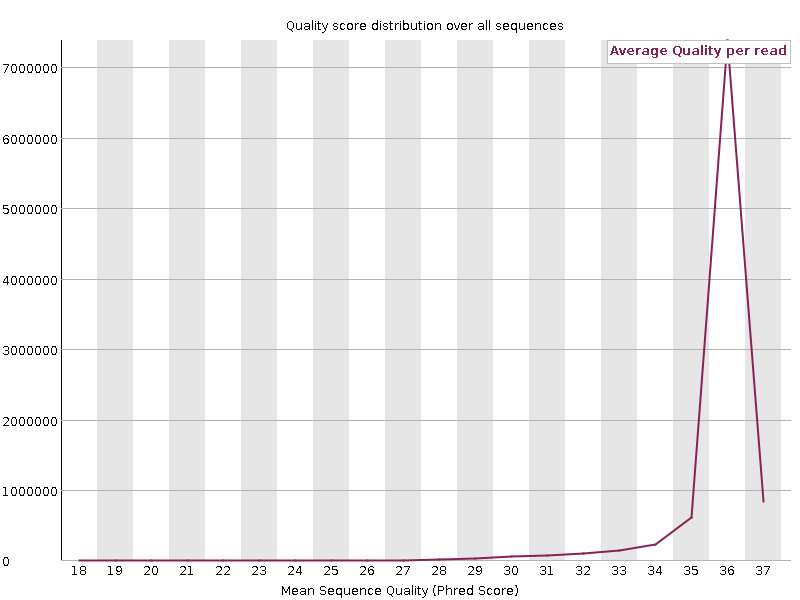 Quality score distribution over all sequences
Average Quality per read
7000000
6000000
5000000
4000000
3000000
2000000
1000000
0
18 19 20 21 22 23 24 25 26 27 28 29 30 31 32 33 34 35 36 37
Mean Sequence Quality (Phred Score)